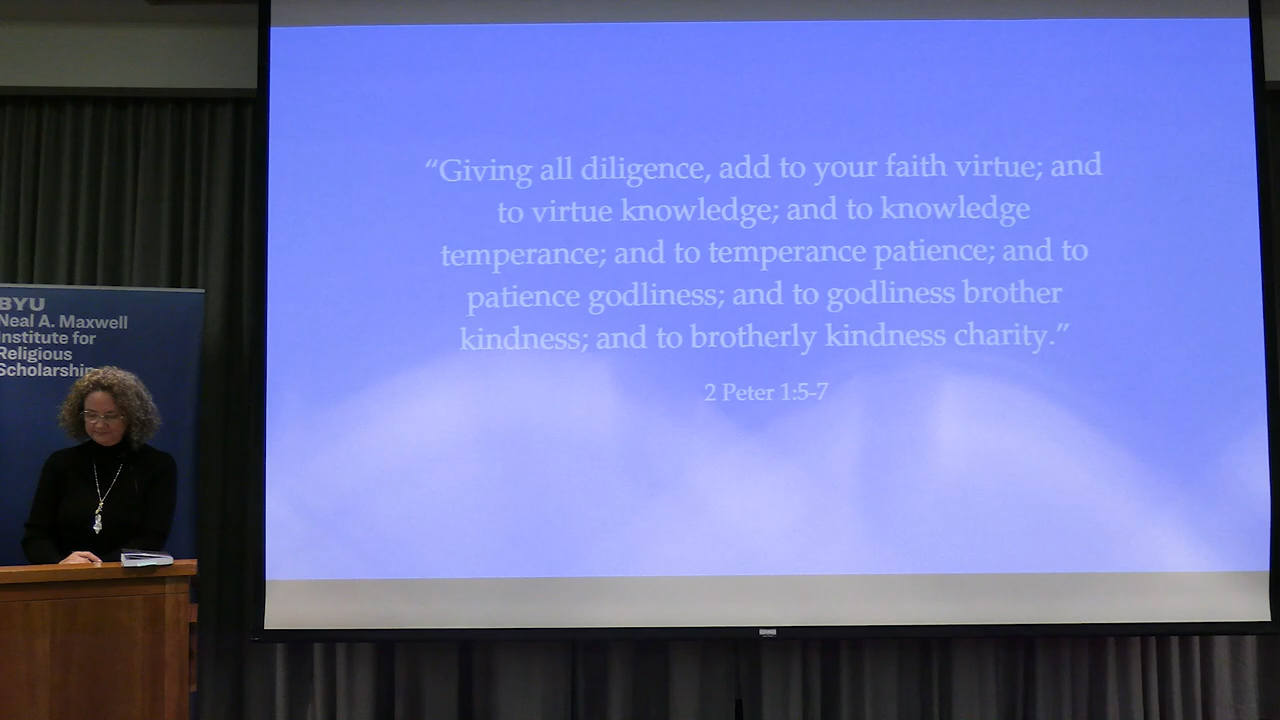 "Giving all diligence, add to your faith virtue; and
to virtue knowledge; and to knowledge
temperance; and to temperance patience; and to
patience godliness; and to godliness brother
kindness; and to brotherly kindness charity."
2 Peter 1:5-7
BYU
Neal A. Maxwell
Institute for
Religious
Scholarship